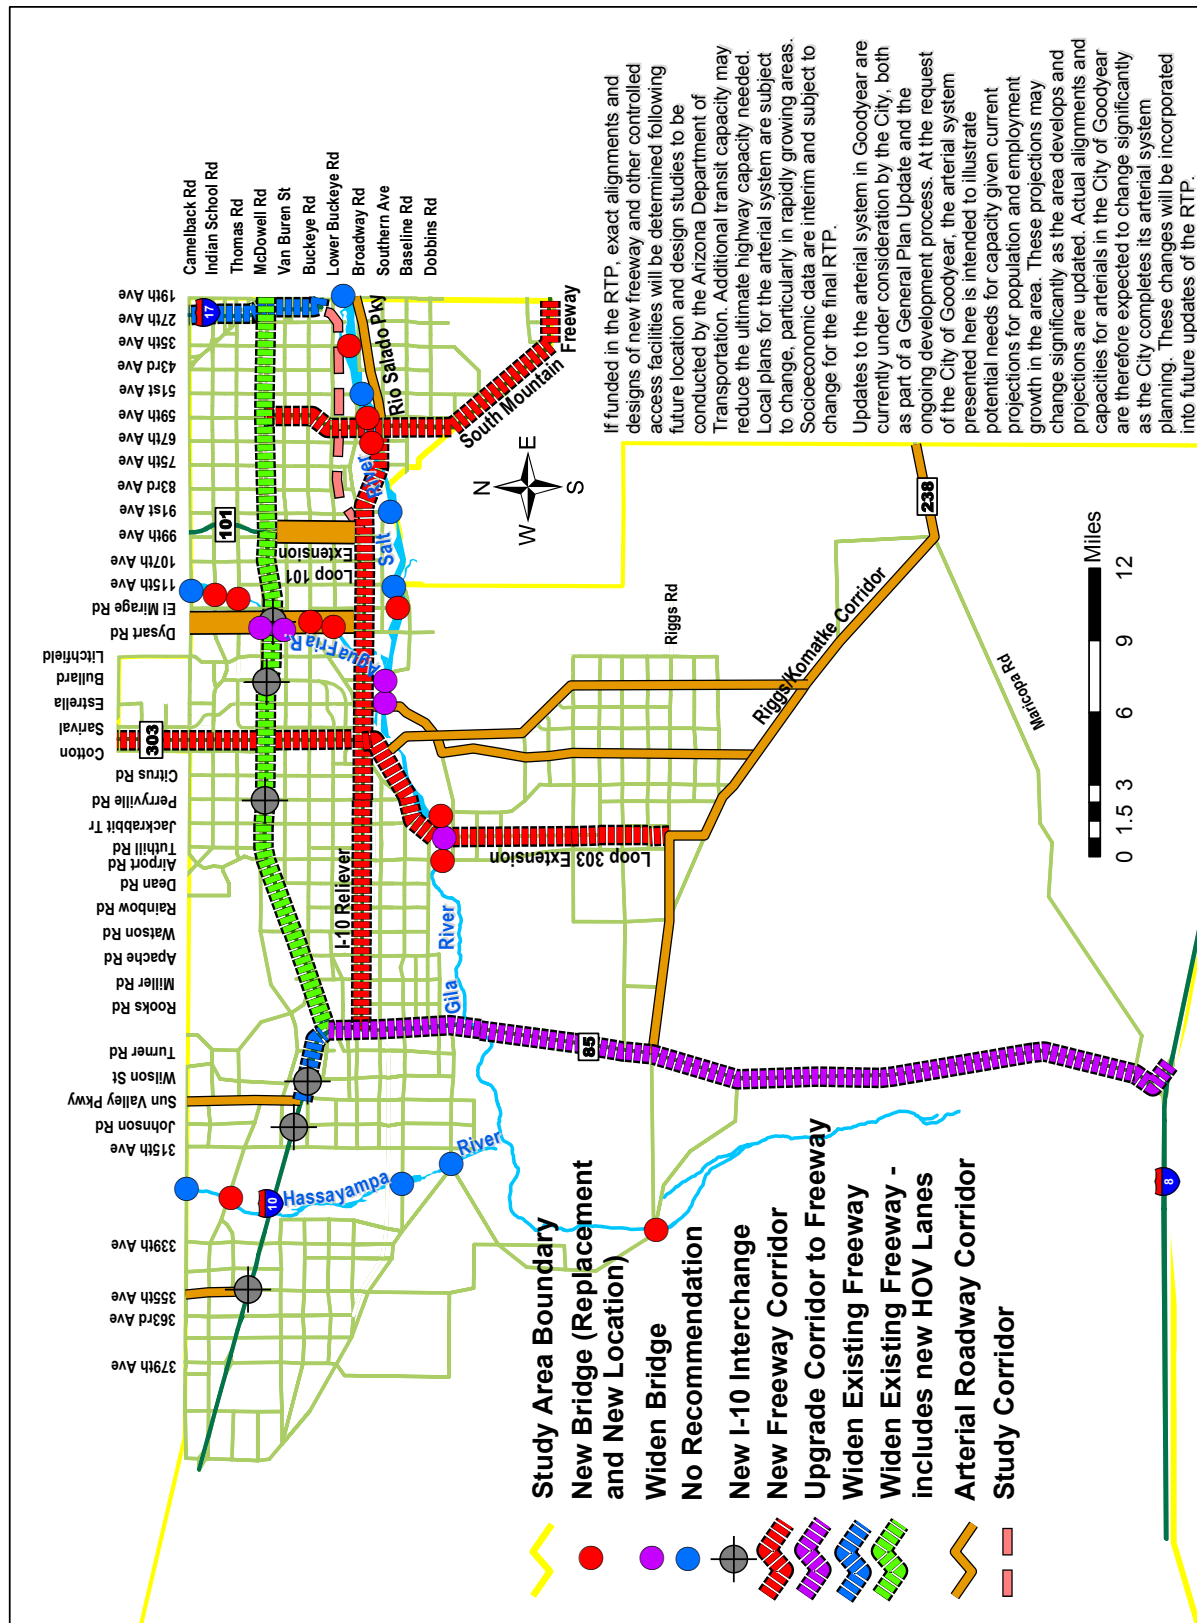 379th Ave
363rd Ave
355th Ave
339th Ave
315th Ave
Johnson Rd
Sun Valley Pkwy
Wilson St
Turner Rd
Rooks Rd
Miller Rd
Apache Rd
Watson Rd
Rainbow Rd
Dean Rd
Airport Rd
Tuthill Rd
Jackrabbit Tr
Perryville Rd
Citrus Rd
Cotton
Sarival
Estrella
Bullard
Litchfield
Dysart Rd
El Mirage Rd
115th Ave
107th Ave
99th Ave
91st Ave
83rd Ave
75th Ave
67th Ave
59th Ave
51st Ave
43rd Ave
35th Ave
27th Ave
19th Ave
Camelback Rd
Indian School Rd
Thomas Rd
McDowell Rd
Van Buren St
Buckeye Rd
Lower Buckeye Rd
Broadway Rd
Southern Ave
Baseline Rd
Dobbins Rd
303
101
17
10
Hassayampa
River
I-10 Reliever
Agua Fria R.
Loop 101
Extension
Salt
River
Rio Salado Pky
South Mountain
Freeway
Gila
River
Loop 303 Extension
85
Riggs Rd
Riggs/Komatke Corridor
238
Maricopa Rd
8
N
W
E
S
0
1.5
3
6
9
12
Miles
Study Area Boundary
New Bridge (Replacement
and New Location)
Widen Bridge
No Recommendation
New I-10 Interchange
New Freeway Corridor
Upgrade Corridor to Freeway
Widen Existing Freeway
Widen Existing Freeway -
includes new HOV Lanes
Arterial Roadway Corridor
Study Corridor
If funded in the RTP, exact alignments and
designs of new freeway and other controlled
access facilities will be determined following
future location and design studies to be
conducted by the Arizona Department of
Transportation. Additional transit capacity may
reduce the ultimate highway capacity needed.
Local plans for the arterial system are subject
to change, particularly in rapidly growing areas.
Socioeconomic data are interim and subject to
change for the final RTP.
Updates to the arterial system in Goodyear are
currently under consideration by the City, both
as part of a General Plan Update and the
ongoing development process. At the request
of the City of Goodyear, the arterial system
presented here is intended to illustrate
potential needs for capacity given current
projections for population and employment
growth in the area. These projections may
change significantly as the area develops and
projections are updated. Actual alignments and
capacities for arterials in the City of Goodyear
are therefore expected to change significantly
as the City completes its arterial system
planning. These changes will be incorporated
into future updates of the RTP.